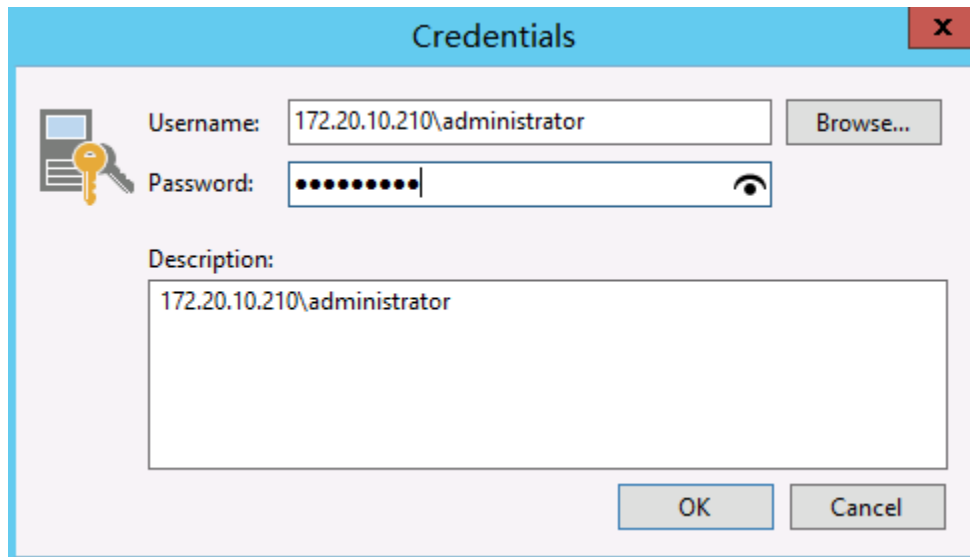 Credentials
x
Username: 172.20.10.210\administrator Browse...
Password: •••••••••
Description:
172.20.10.210\administrator
OK Cancel